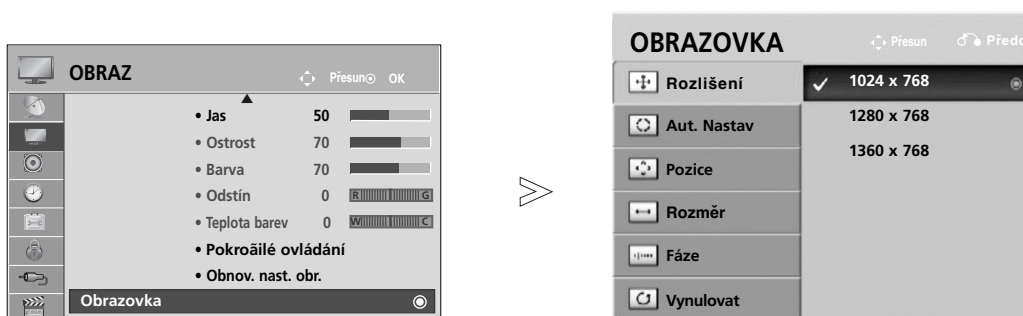 OBRAZ
Přesun OK
• Jas 50
• Ostrost 70
• Barva 70
• Odstín 0 R G
• Teplota barev 0 W C
• Pokroãilé ovládání
• Obnov. nast. obr.
Obrazovka
OBRAZOVKA
Přesun Předc
Rozlišení
Aut. Nastav
Pozice
Rozměr
Fáze
Vynulovat
1024 x 768
1280 x 768
1360 x 768